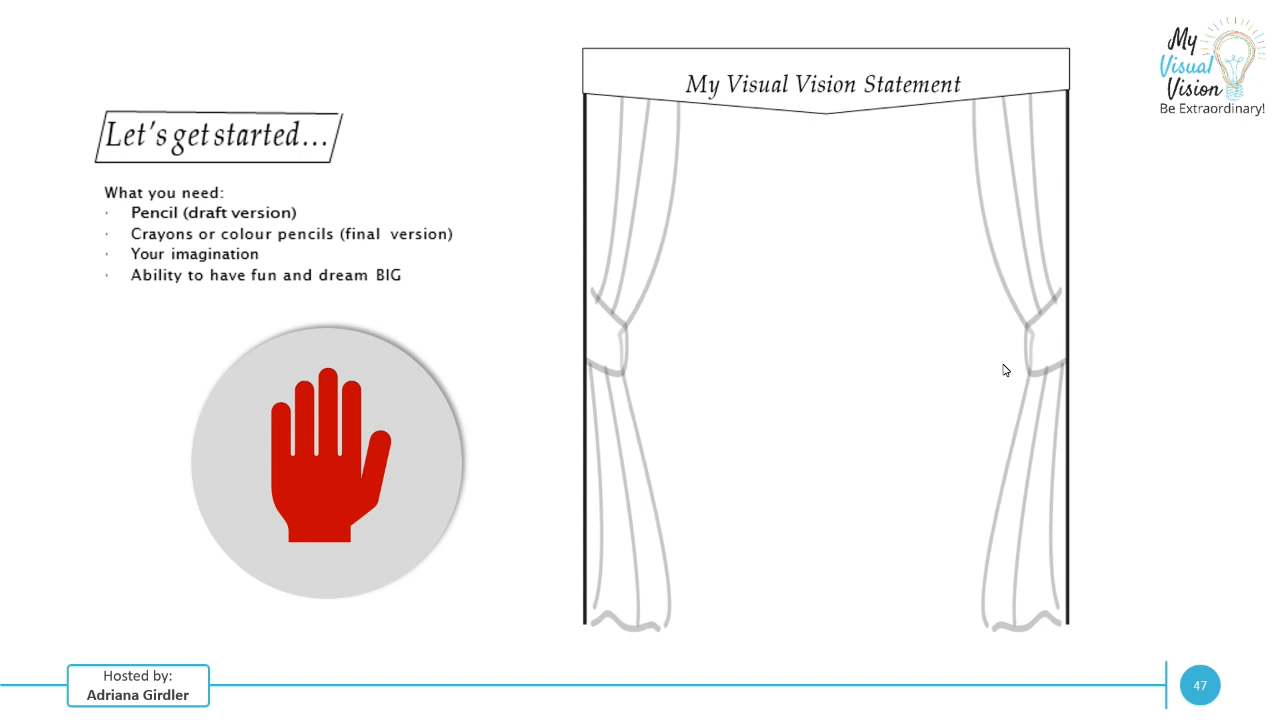 My
Visual
Vision
Be Extraordinary!
My Visual Vision Statement
Let's get started...
What you need:
· Pencil (draft version)
· Crayons or colour pencils (final version)
· Your imagination
· Ability to have fun and dream BIG
Hosted by:
Adriana Girdler
47